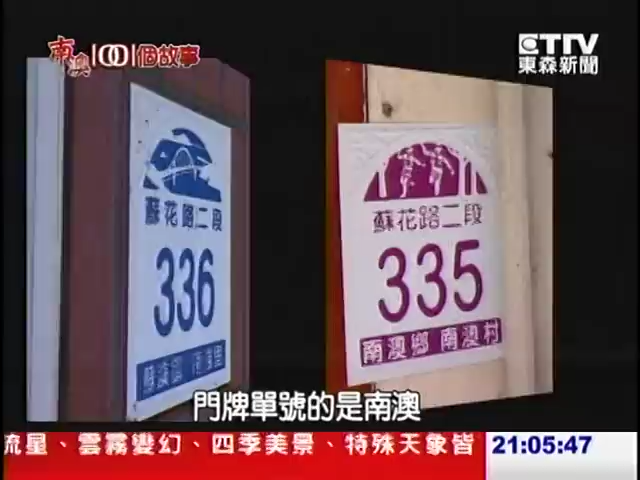 南澳1001個故事
ETTV
東森新聞
蘇花路二段
336
蘇花路二段
335
南澳鄉 南澳村
門牌單號的是南澳
流星、雲霧變幻、四季美景、特殊天象皆
21:05:47